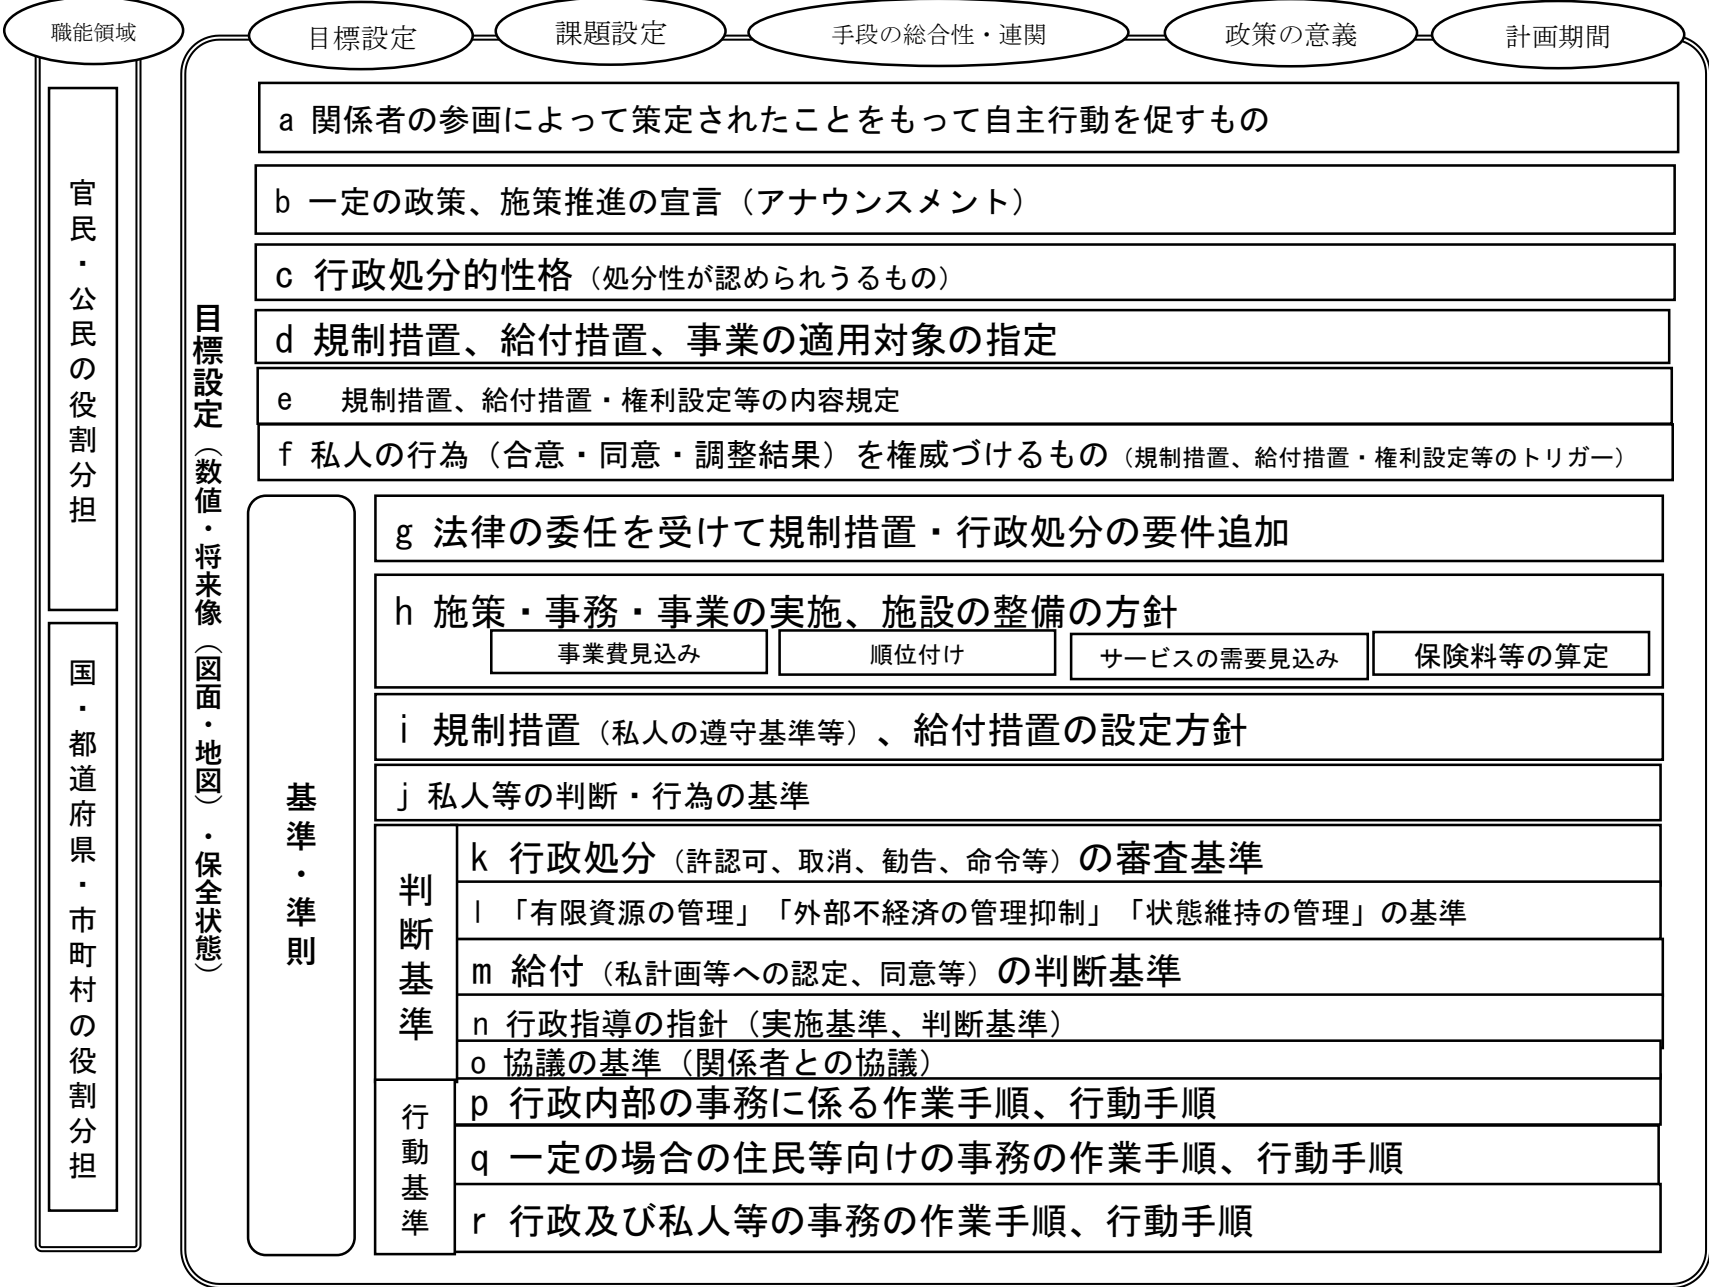 職能領域
目標設定
課題設定
手段の総合性・連関
政策の意義
計画期間
官民・公民の役割分担
国・都道府県・市町村の役割分担
目標設定(数値・将来像(図面・地図)・保全状態)
a 関係者の参画によって策定されたことをもって自主行動を促すもの
b 一定の政策、施策推進の宣言(アナウンスメント)
c 行政処分的性格(処分性が認められうるもの)
d 規制措置、給付措置、事業の適用対象の指定
e 規制措置、給付措置・権利設定等の内容規定
f 私人の行為(合意・同意・調整結果)を権威づけるもの(規制措置、給付措置・権利設定等のトリガー)
基準・準則
g 法律の委任を受けて規制措置・行政処分の要件追加
h 施策・事務・事業の実施、施設の整備の方針
事業費見込み
順位付け
サービスの需要見込み
保険料等の算定
i 規制措置(私人の遵守基準等)、給付措置の設定方針
j 私人等の判断・行為の基準
判断基準
k 行政処分(許認可、取消、勧告、命令等)の審査基準
l 「有限資源の管理」「外部不経済の管理抑制」「状態維持の管理」の基準
m 給付(私計画等への認定、同意等)の判断基準
n 行政指導の指針(実施基準、判断基準)
o 協議の基準(関係者との協議)
行動基準
p 行政内部の事務に係る作業手順、行動手順
q 一定の場合の住民等向けの事務の作業手順、行動手順
r 行政及び私人等の事務の作業手順、行動手順